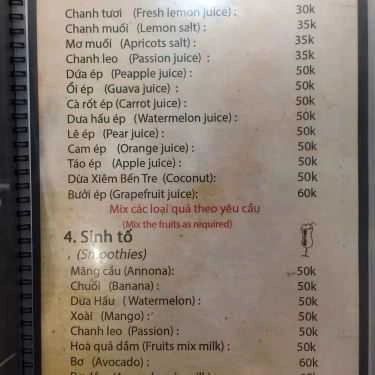 Chanh tươi (Fresh lemon juice) : 30k
Chanh muối (Lemon salt) : 35k
Mơ muối (Apricots salt) : 35k
Chanh leo (Passion juice) : 35k
Dứa ép (Peapple juice) : 50k
Ổi ép (Guava juice) : 50k
Cà rốt ép (Carrot juice) : 50k
Dưa hấu ép (Watermelon juice) : 50k
Lê ép (Pear juice) : 50k
Cam ép (Orange juice) : 50k
Táo ép (Apple juice) : 50k
Dừa Xiêm Bến Tre (Coconut): 50k
Bưởi ép (Grapefruit juice): 60k
Mix các loại quả theo yêu cầu
(Mix the fruits as required)
4. Sinh tố
(Smoothies)
Mãng cầu (Annona): 50k
Chuối (Banana) : 50k
Dưa Hấu ( Watermelon) : 50k
Xoài (Mango) : 50k
Chanh leo (Passion) : 50k
Hoà quả dầm (Fruits mix milk) : 50k
Bơ (Avocado) : 60k